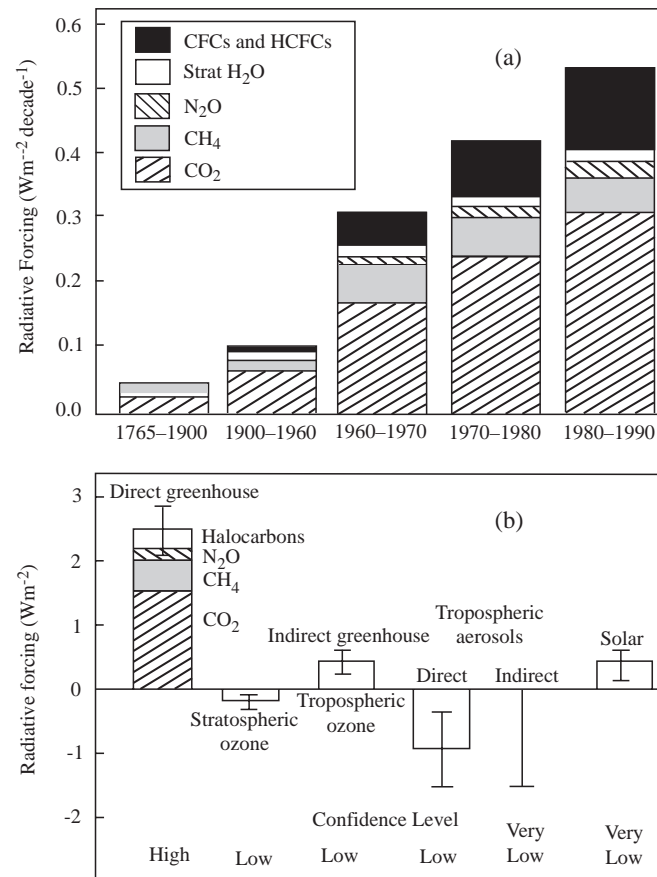 0.6
0.5
0.4
0.3
0.2
0.1
0.0
Radiative Forcing (Wm--2 decade-1)
CFCs and HCFCs
Strat H2O
N2O
CH4
CO2
(a)
1765–1900 1900–1960 1960–1970 1970–1980 1980–1990
Radiative forcing (Wm-2)
3
2
1
0
-1
-2
Direct greenhouse
(b)
Halocarbons
N2O
CH4
CO2
Stratospheric
ozone
Indirect greenhouse
Tropospheric
ozone
Tropospheric
aerosols
Direct Indirect
Solar
Confidence Level
High Low Low Low Very Low Very Low